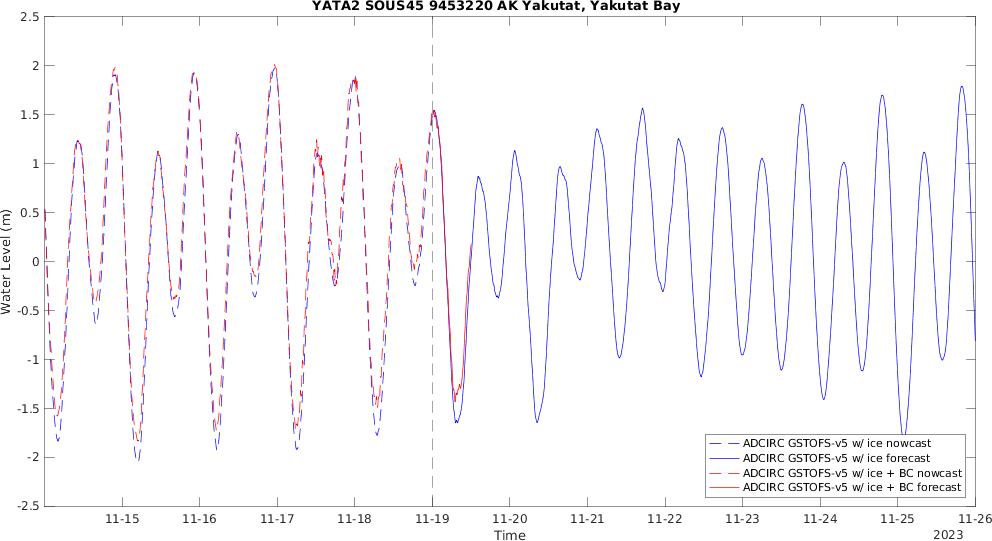 YATA2 SOUS45 9453220 AK Yakutat, Yakutat Bay
2.5
2
1.5
1
0.5
0
-0.5
-1
-1.5
-2
-2.5
Water Level (m)
11-15 11-16 11-17 11-18 11-19 11-20 11-21 11-22 11-23 11-24 11-25 11-26
Time
2023
ADCIRC GSTOFS-v5 w/ ice nowcast
ADCIRC GSTOFS-v5 w/ ice forecast
ADCIRC GSTOFS-v5 w/ ice + BC nowcast
ADCIRC GSTOFS-v5 w/ ice + BC forecast